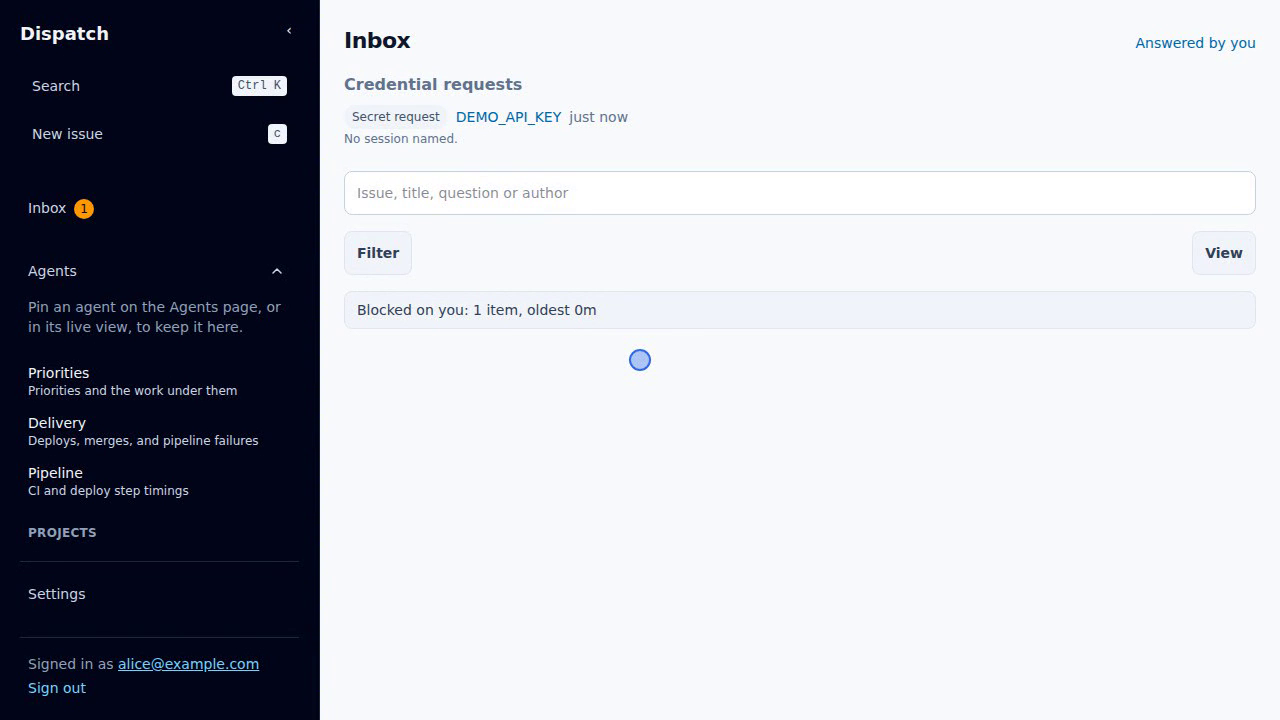 Dispatch
Search Ctrl K
New issue C
Inbox 1
Agents
Pin an agent on the Agents page, or
in its live view, to keep it here.
Priorities
Priorities and the work under them
Delivery
Deploys, merges, and pipeline failures
Pipeline
CI and deploy step timings
PROJECTS
Settings
Signed in as alice@example.com
Sign out
Inbox
Answered by you
Credential requests
Secret request DEMO_API_KEY just now
No session named.
Issue, title, question or author
Filter
View
Blocked on you: 1 item, oldest 0m